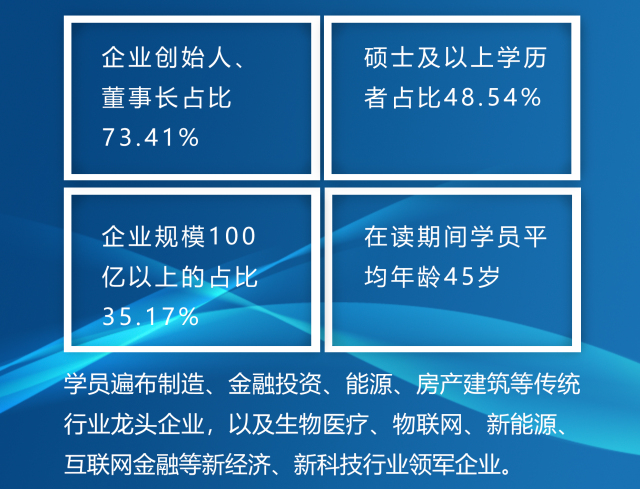 企业创始人、
董事长占比
73.41%
硕士及以上学历
者占比48.54%
企业规模100
亿以上的占比
35.17%
在读期间学员平
均年龄45岁
学员遍布制造、金融投资、能源、房产建筑等传统
行业龙头企业，以及生物医疗、物联网、新能源、
互联网金融等新经济、新科技行业领军企业。